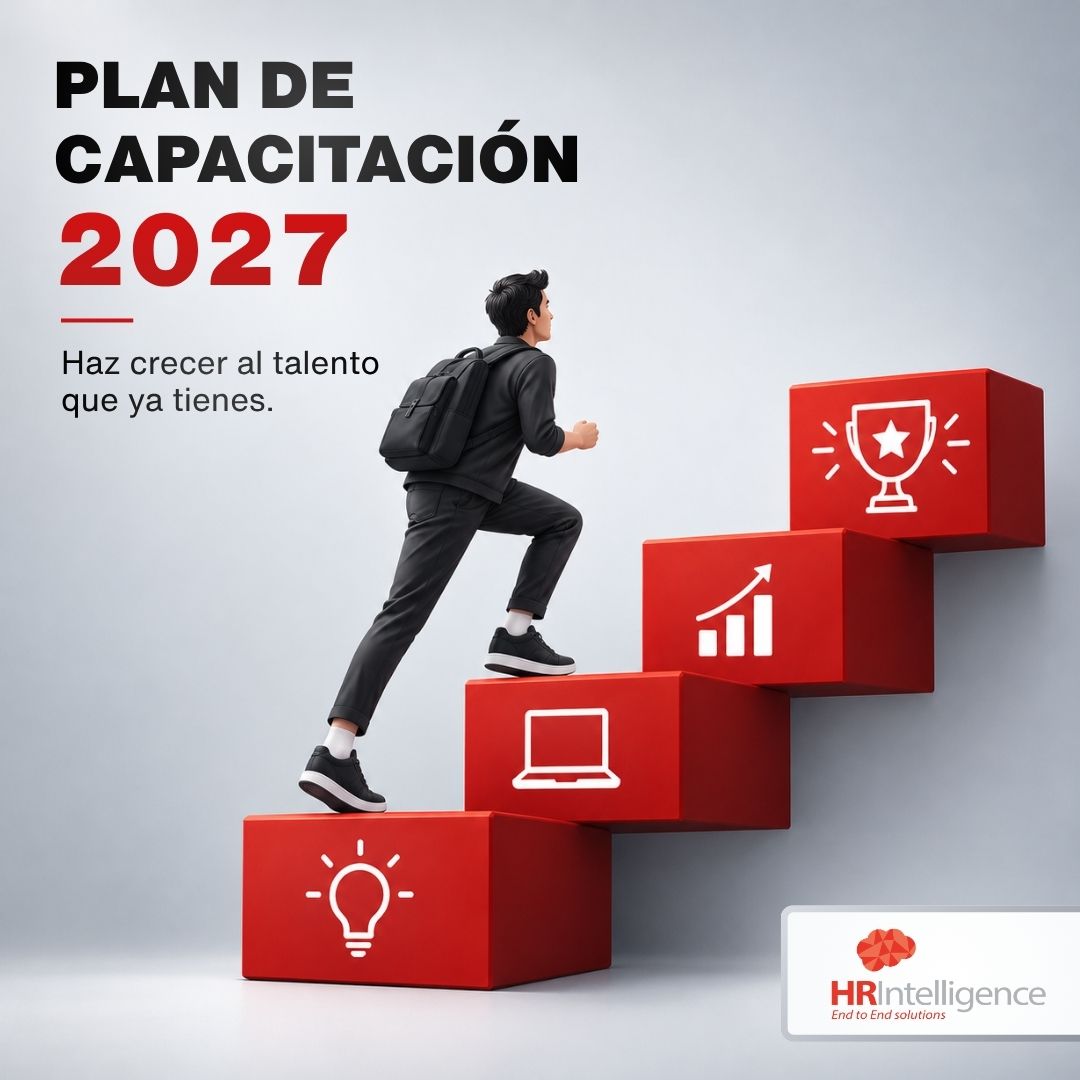 PLAN DE
CAPACITACIÓN
2027
Haz crecer al talento
que ya tienes.
HRIntelligence
End to End solutions